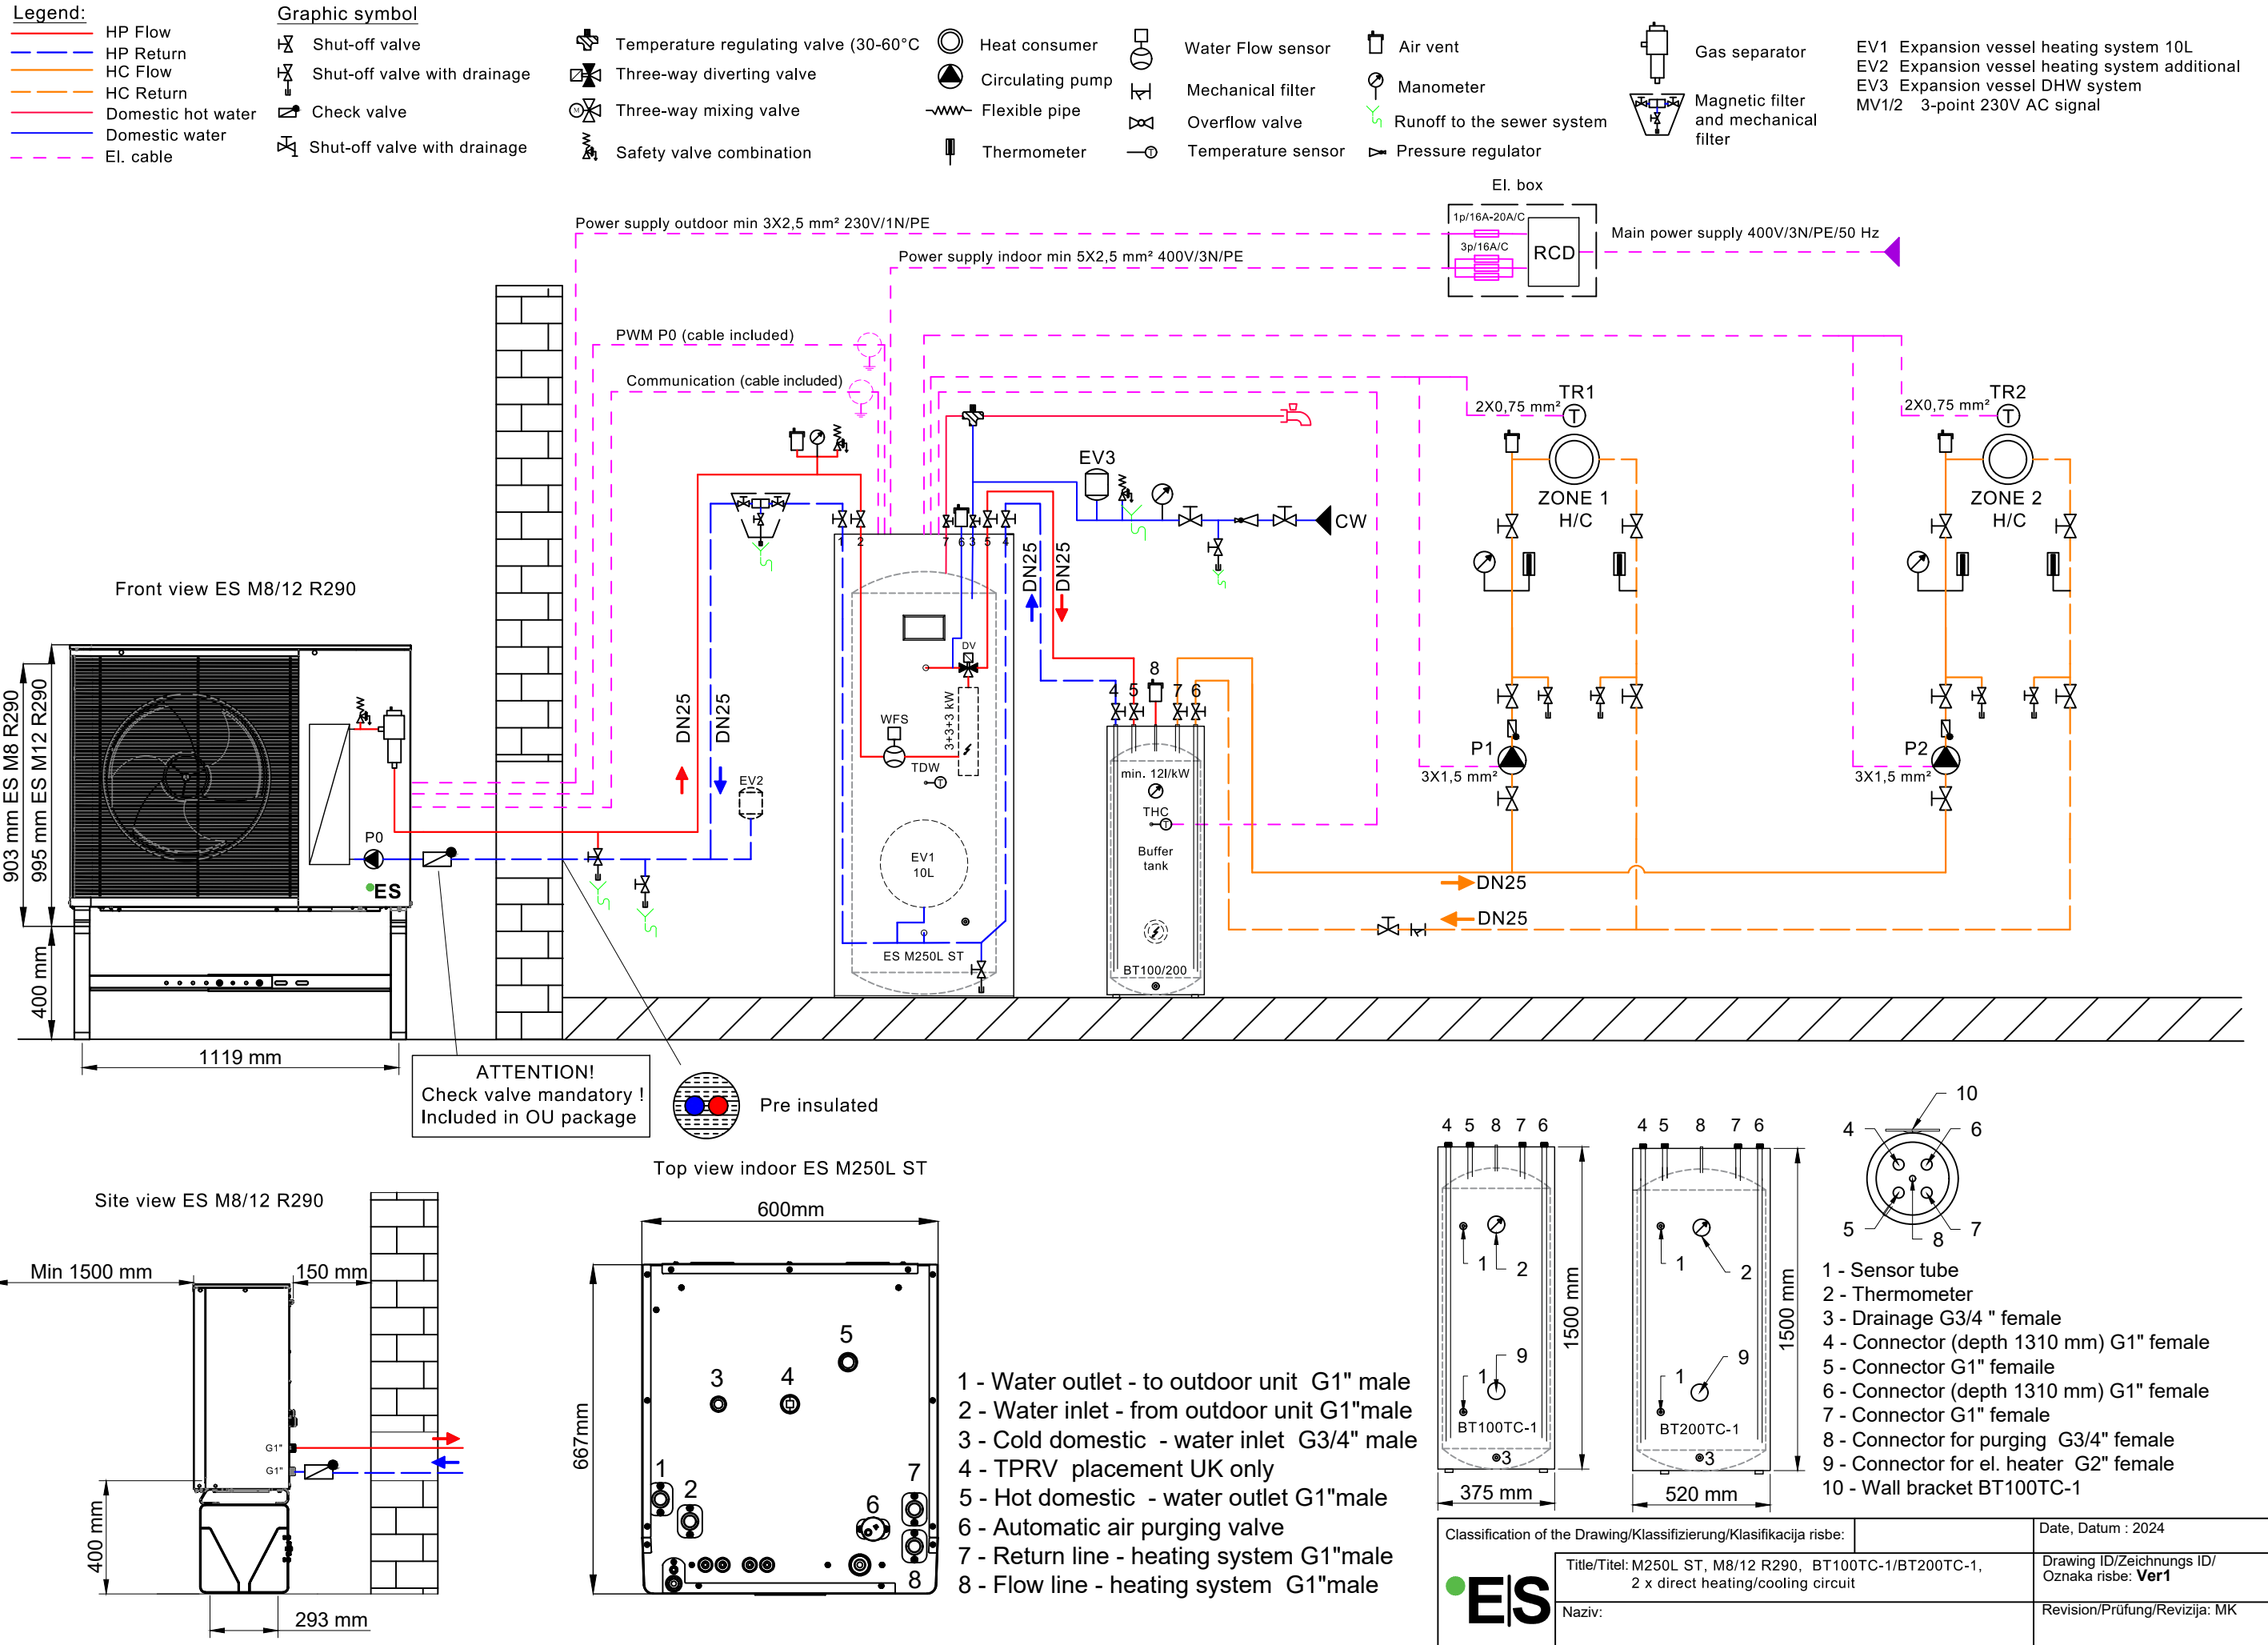 Legend:
HP Flow
HP Return
HC Flow
HC Return
Domestic hot water
Domestic water
El. cable
Graphic symbol
Shut-off valve
Shut-off valve with drainage
Check valve
Shut-off valve with drainage
Temperature regulating valve (30-60°C
Three-way diverting valve
M Three-way mixing valve
Safety valve combination
Heat consumer
Circulating pump
Flexible pipe
Thermometer
Water Flow sensor
Mechanical filter
Overflow valve
T Temperature sensor
Air vent
Manometer
Runoff to the sewer system
Pressure regulator
Gas separator
Magnetic filter
and mechanical
filter
EV1 Expansion vessel heating system 10L
EV2 Expansion vessel heating system additional
EV3 Expansion vessel DHW system
MV1/2 3-point 230V AC signal
El. box
1p/16A-20A/C
3p/16A/C
RCD
Main power supply 400V/3N/PE/50 Hz
Power supply outdoor min 3X2,5 mm² 230V/1N/PE
Power supply indoor min 5X2,5 mm² 400V/3N/PE
PWM P0 (cable included)
Communication (cable included)
TR1
2X0,75 mm²
T
ZONE 1
H/C
TR2
2X0,75 mm²
T
ZONE 2
H/C
EV3
CW
1 2 7 6 3 5 4
DN25
DN25
Front view ES M8/12 R290
903 mm ES M8 R290
995 mm ES M12 R290
400 mm
1119 mm
P0
ES
DN25
DN25
EV2
DV
3+3+3 kW
WFS
TDW
T
EV1
10L
ES M250L ST
4 5 8 7 6
min. 12l/kW
THC
T
Buffer
tank
BT100/200
P1
3X1,5 mm²
P2
3X1,5 mm²
DN25
DN25
ATTENTION!
Check valve mandatory !
Included in OU package
Pre insulated
Site view ES M8/12 R290
Min 1500 mm
150 mm
G1"
G1"
400 mm
293 mm
Top view indoor ES M250L ST
600mm
667mm
5
3
4
1
2
7
6
8
1 - Water outlet - to outdoor unit G1" male
2 - Water inlet - from outdoor unit G1"male
3 - Cold domestic - water inlet G3/4" male
4 - TPRV placement UK only
5 - Hot domestic - water outlet G1"male
6 - Automatic air purging valve
7 - Return line - heating system G1"male
8 - Flow line - heating system G1"male
4 5 8 7 6
1
2
9
1
BT100TC-1
3
1500 mm
375 mm
4 5 8 7 6
1
2
9
1
BT200TC-1
3
1500 mm
520 mm
10
4
6
5
7
8
1 - Sensor tube
2 - Thermometer
3 - Drainage G3/4 " female
4 - Connector (depth 1310 mm) G1" female
5 - Connector G1" femaile
6 - Connector (depth 1310 mm) G1" female
7 - Connector G1" female
8 - Connector for purging G3/4" female
9 - Connector for el. heater G2" female
10 - Wall bracket BT100TC-1
Classification of the Drawing/Klassifizierung/Klasifikacija risbe:
Date, Datum : 2024
E|S
Title/Titel: M250L ST, M8/12 R290, BT100TC-1/BT200TC-1,
2 x direct heating/cooling circuit
Drawing ID/Zeichnungs ID/
Oznaka risbe: Ver1
Naziv:
Revision/Prüfung/Revizija: MK